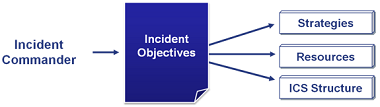 Incident
Commander
Incident
Objectives
Strategies
Resources
ICS Structure